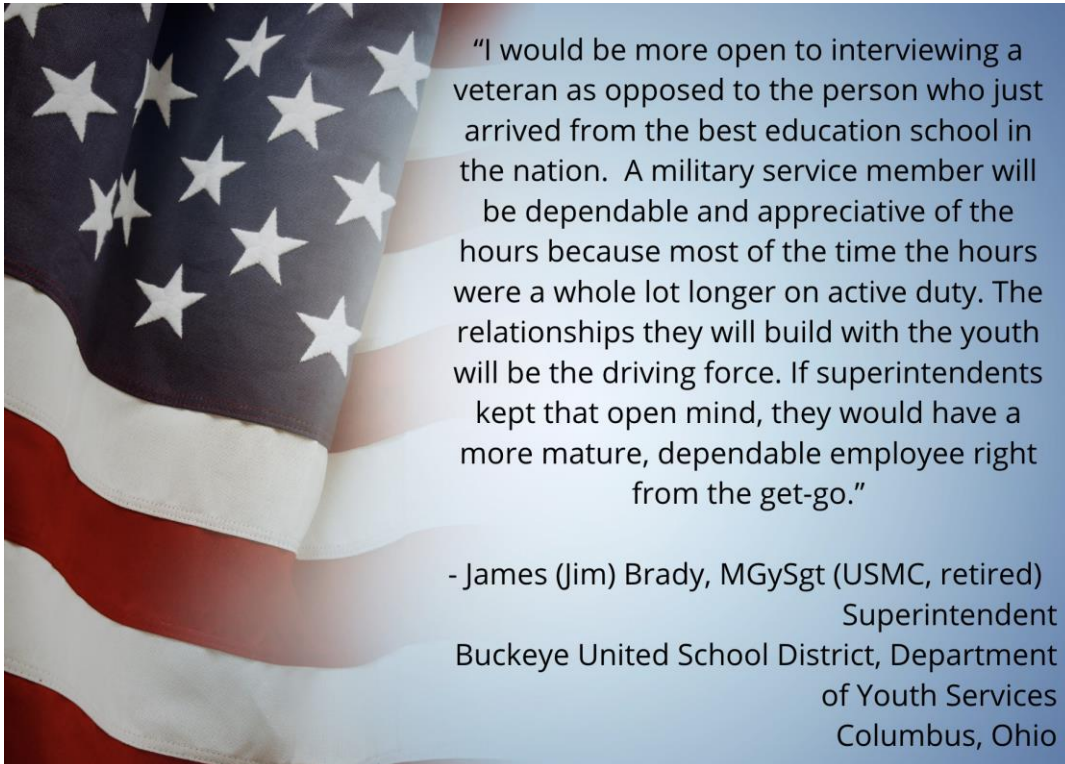 “I would be more open to interviewing a
veteran as opposed to the person who just
arrived from the best education school in
the nation.  A military service member will
be dependable and appreciative of the
hours because most of the time the hours
were a whole lot longer on active duty. The
relationships they will build with the youth
will be the driving force. If superintendents
kept that open mind, they would have a
more mature, dependable employee right
from the get-go.”
- James (Jim) Brady, MGySgt (USMC, retired)
Superintendent
Buckeye United School District, Department
of Youth Services
Columbus, Ohio